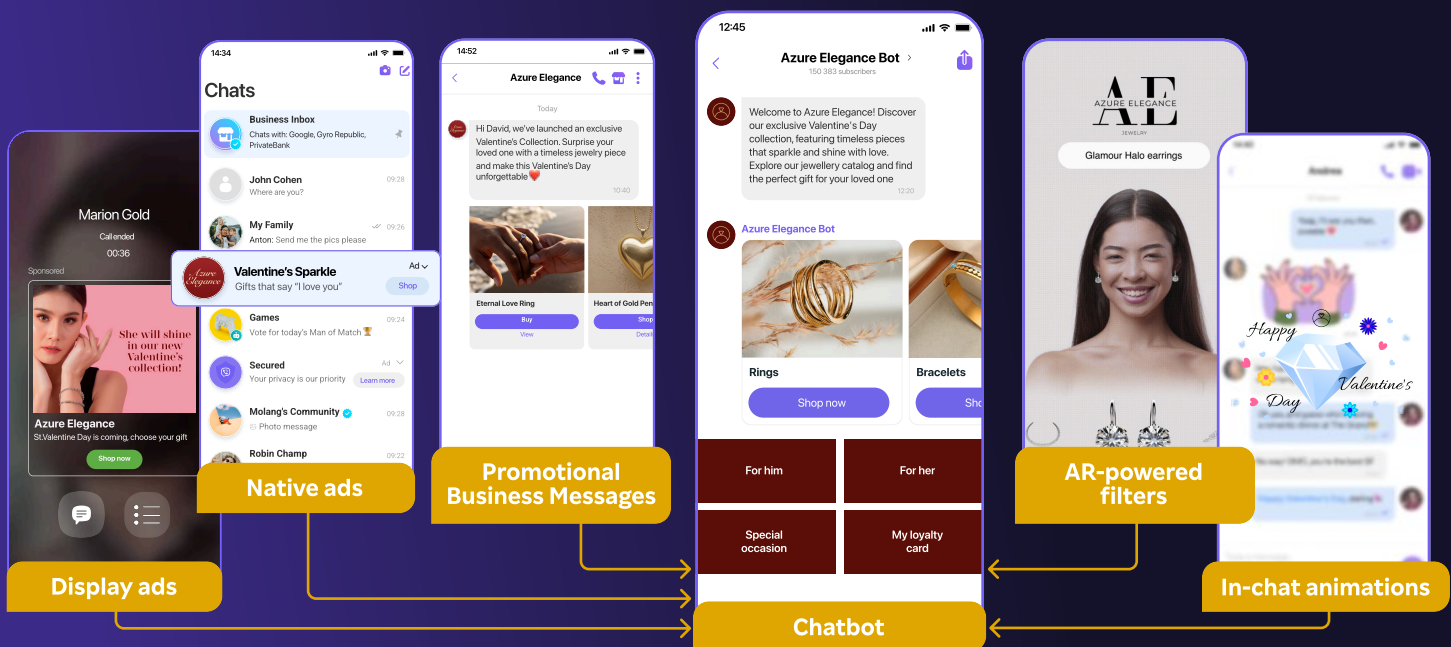 Marion Gold
Call ended
00:36
Sponsored
She will shine
in our new
Valentine's
collection!
Azure Elegance
St.Valentine Day is coming, choose your gift
Shop now
Display ads
14:34
Chats
Business Inbox
Chats with: Google, Gyro Republic,
PrivateBank
John Cohen
09:28
Where are you?
My Family
09:26
Anton: Send me the pics please
Azure
Elegance
Valentine's Sparkle
Ad
Gifts that say "I love you"
Shop
Games
09:24
Vote for today's Man of Match
Secured
Ad
Your privacy is our priority
Learn more
Molang's Community
09:28
Photo message
Robin Champ
09:22
Native ads
14:52
Azure Elegance
Today
Hi David, we've launched an exclusive
Valentine's Collection. Surprise your
loved one with a timeless jewelry piece
and make this Valentine's Day
unforgettable❤️
10:40
Eternal Love Ring
Buy
View
Heart of Gold Pen
Shop
Detail
Promotional
Business Messages
12:45
Azure Elegance Bot
150 383 subscribers
Welcome to Azure Elegance! Discover
our exclusive Valentine's Day
collection, featuring timeless pieces
that sparkle and shine with love.
Explore our jewellery catalog and find
the perfect gift for your loved one
12:20
Azure Elegance Bot
Rings
Shop now
Bracelets
Sho
For him
For her
Special
occasion
My loyalty
card
Chatbot
AE
AZURE ELEGANCE
JEWELRY
Glamour Halo earrings
AR-powered
filters
Andrea
Happy
Valentine's
Day
In-chat animations